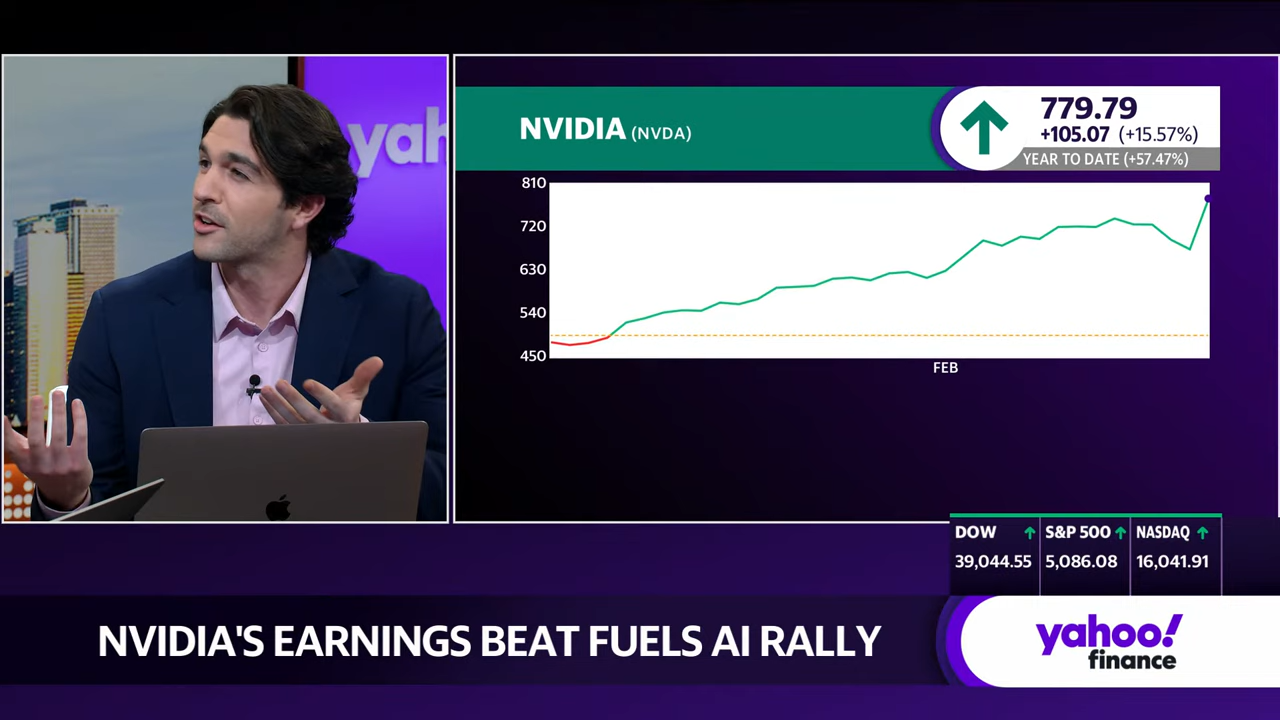 yah
NVIDIA (NVDA)
779.79
+105.07 (+15.57%)
YEAR TO DATE (+57.47%)
810
720
630
540
450
FEB
DOW
39,044.55
S&P 500
5,086.08
NASDAQ
16,041.91
NVIDIA'S EARNINGS BEAT FUELS AI RALLY
yahoo!
finance